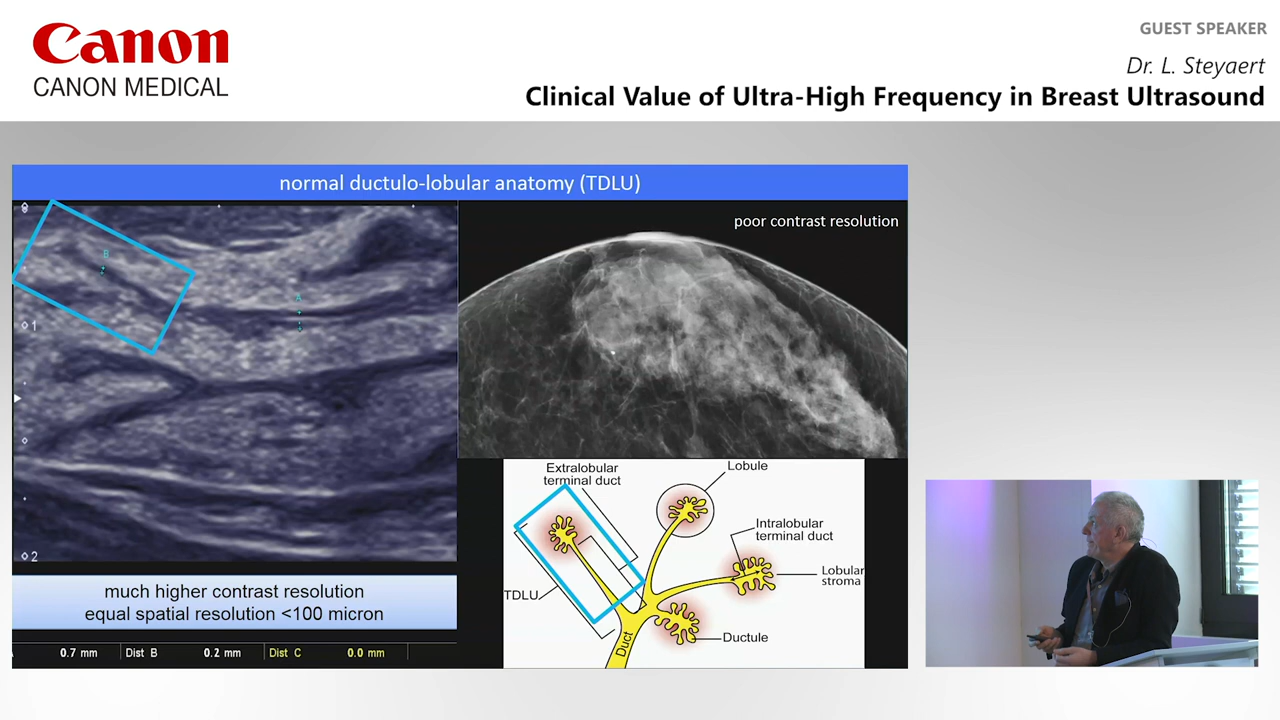 Canon
CANON MEDICAL
GUEST SPEAKER
Dr. L. Steyaert
Clinical Value of Ultra-High Frequency in Breast Ultrasound
normal ductulo-lobular anatomy (TDLU)
poor contrast resolution
B
A
1
2
much higher contrast resolution
equal spatial resolution <100 micron
0.7 mm Dist B 0.2 mm Dist C 0.0 mm
Extralobular
terminal duct
Lobule
Intralobular
terminal duct
Lobular
stroma
TDLU
Ductule
Duct